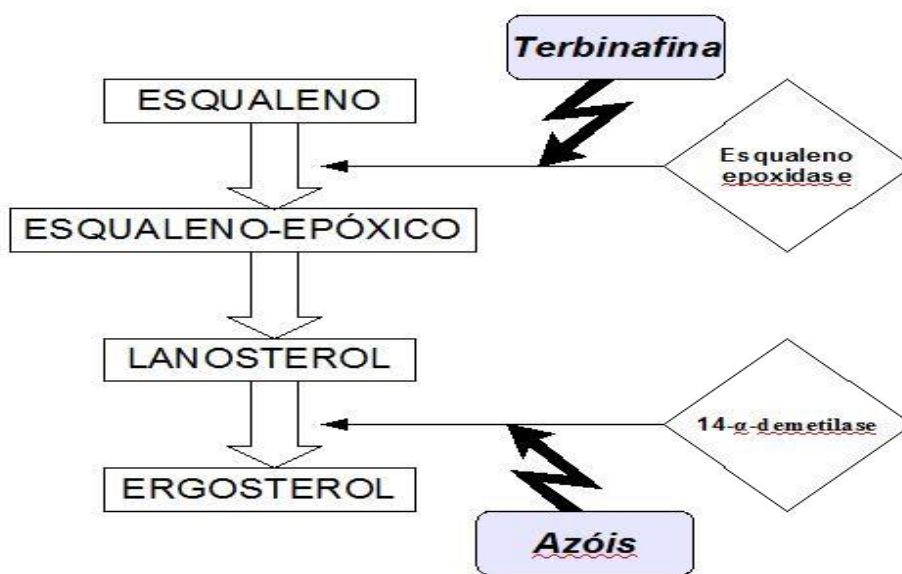 Terbinafina
ESQUALENO
Esqualeno
epoxidase
ESQUALENO-EPÓXICO
LANOSTEROL
14-α-demetilase
ERGOSTEROL
Azóis